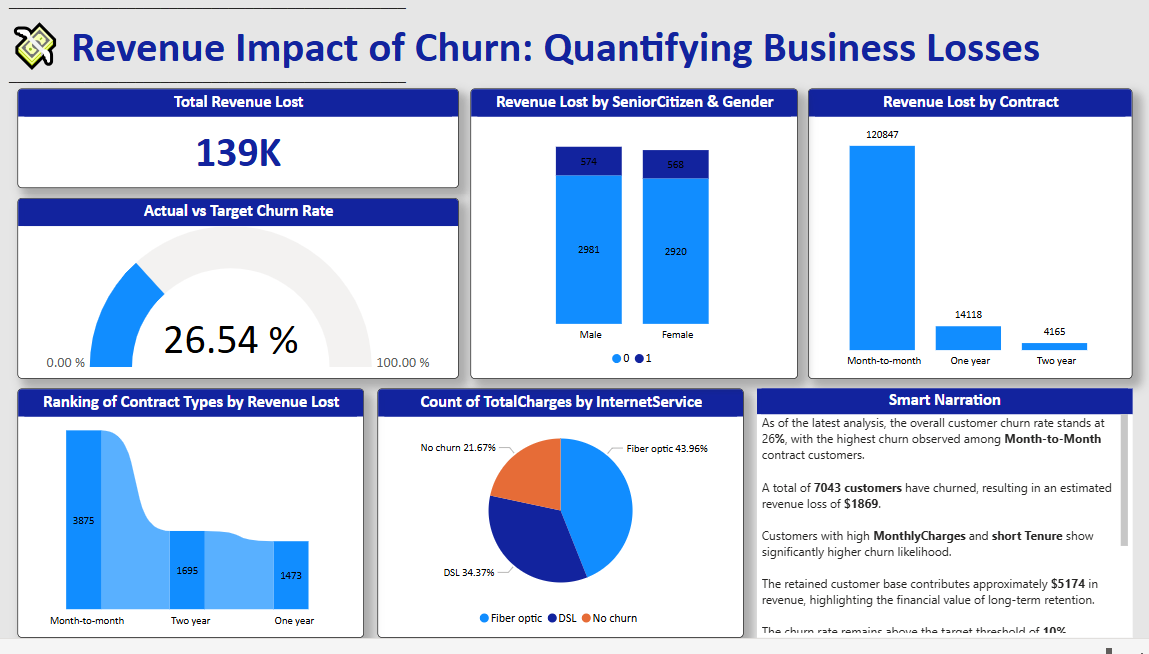 Revenue Impact of Churn: Quantifying Business Losses
Total Revenue Lost
139K
Actual vs Target Churn Rate
26.54 %
0.00 %
100.00 %
Revenue Lost by SeniorCitizen & Gender
574
568
2981
2920
Male
Female
0
1
Revenue Lost by Contract
120847
14118
4165
Month-to-month
One year
Two year
Ranking of Contract Types by Revenue Lost
3875
1695
1473
Month-to-month
Two year
One year
Count of TotalCharges by InternetService
No churn 21.67%
Fiber optic 43.96%
DSL 34.37%
Fiber optic
DSL
No churn
Smart Narration
As of the latest analysis, the overall customer churn rate stands at
26%, with the highest churn observed among Month-to-Month
contract customers.
A total of 7043 customers have churned, resulting in an estimated
revenue loss of $1869.
Customers with high MonthlyCharges and short Tenure show
significantly higher churn likelihood.
The retained customer base contributes approximately $5174 in
revenue, highlighting the financial value of long-term retention.
The churn rate remains above the target threshold of 10%